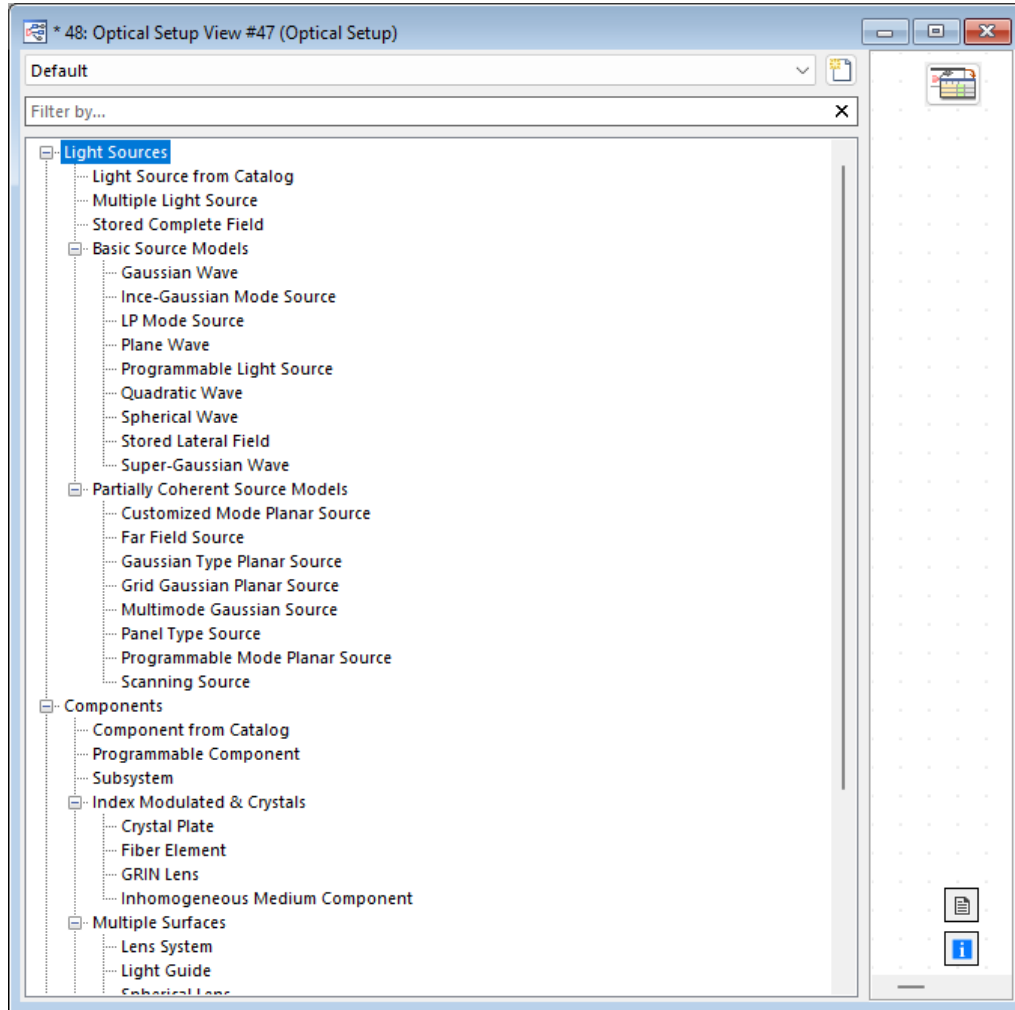 * 48: Optical Setup View #47 (Optical Setup)
Default
Filter by...
Light Sources
Light Source from Catalog
Multiple Light Source
Stored Complete Field
Basic Source Models
Gaussian Wave
Ince-Gaussian Mode Source
LP Mode Source
Plane Wave
Programmable Light Source
Quadratic Wave
Spherical Wave
Stored Lateral Field
Super-Gaussian Wave
Partially Coherent Source Models
Customized Mode Planar Source
Far Field Source
Gaussian Type Planar Source
Grid Gaussian Planar Source
Multimode Gaussian Source
Panel Type Source
Programmable Mode Planar Source
Scanning Source
Components
Component from Catalog
Programmable Component
Subsystem
Index Modulated & Crystals
Crystal Plate
Fiber Element
GRIN Lens
Inhomogeneous Medium Component
Multiple Surfaces
Lens System
Light Guide
Spherical Lens